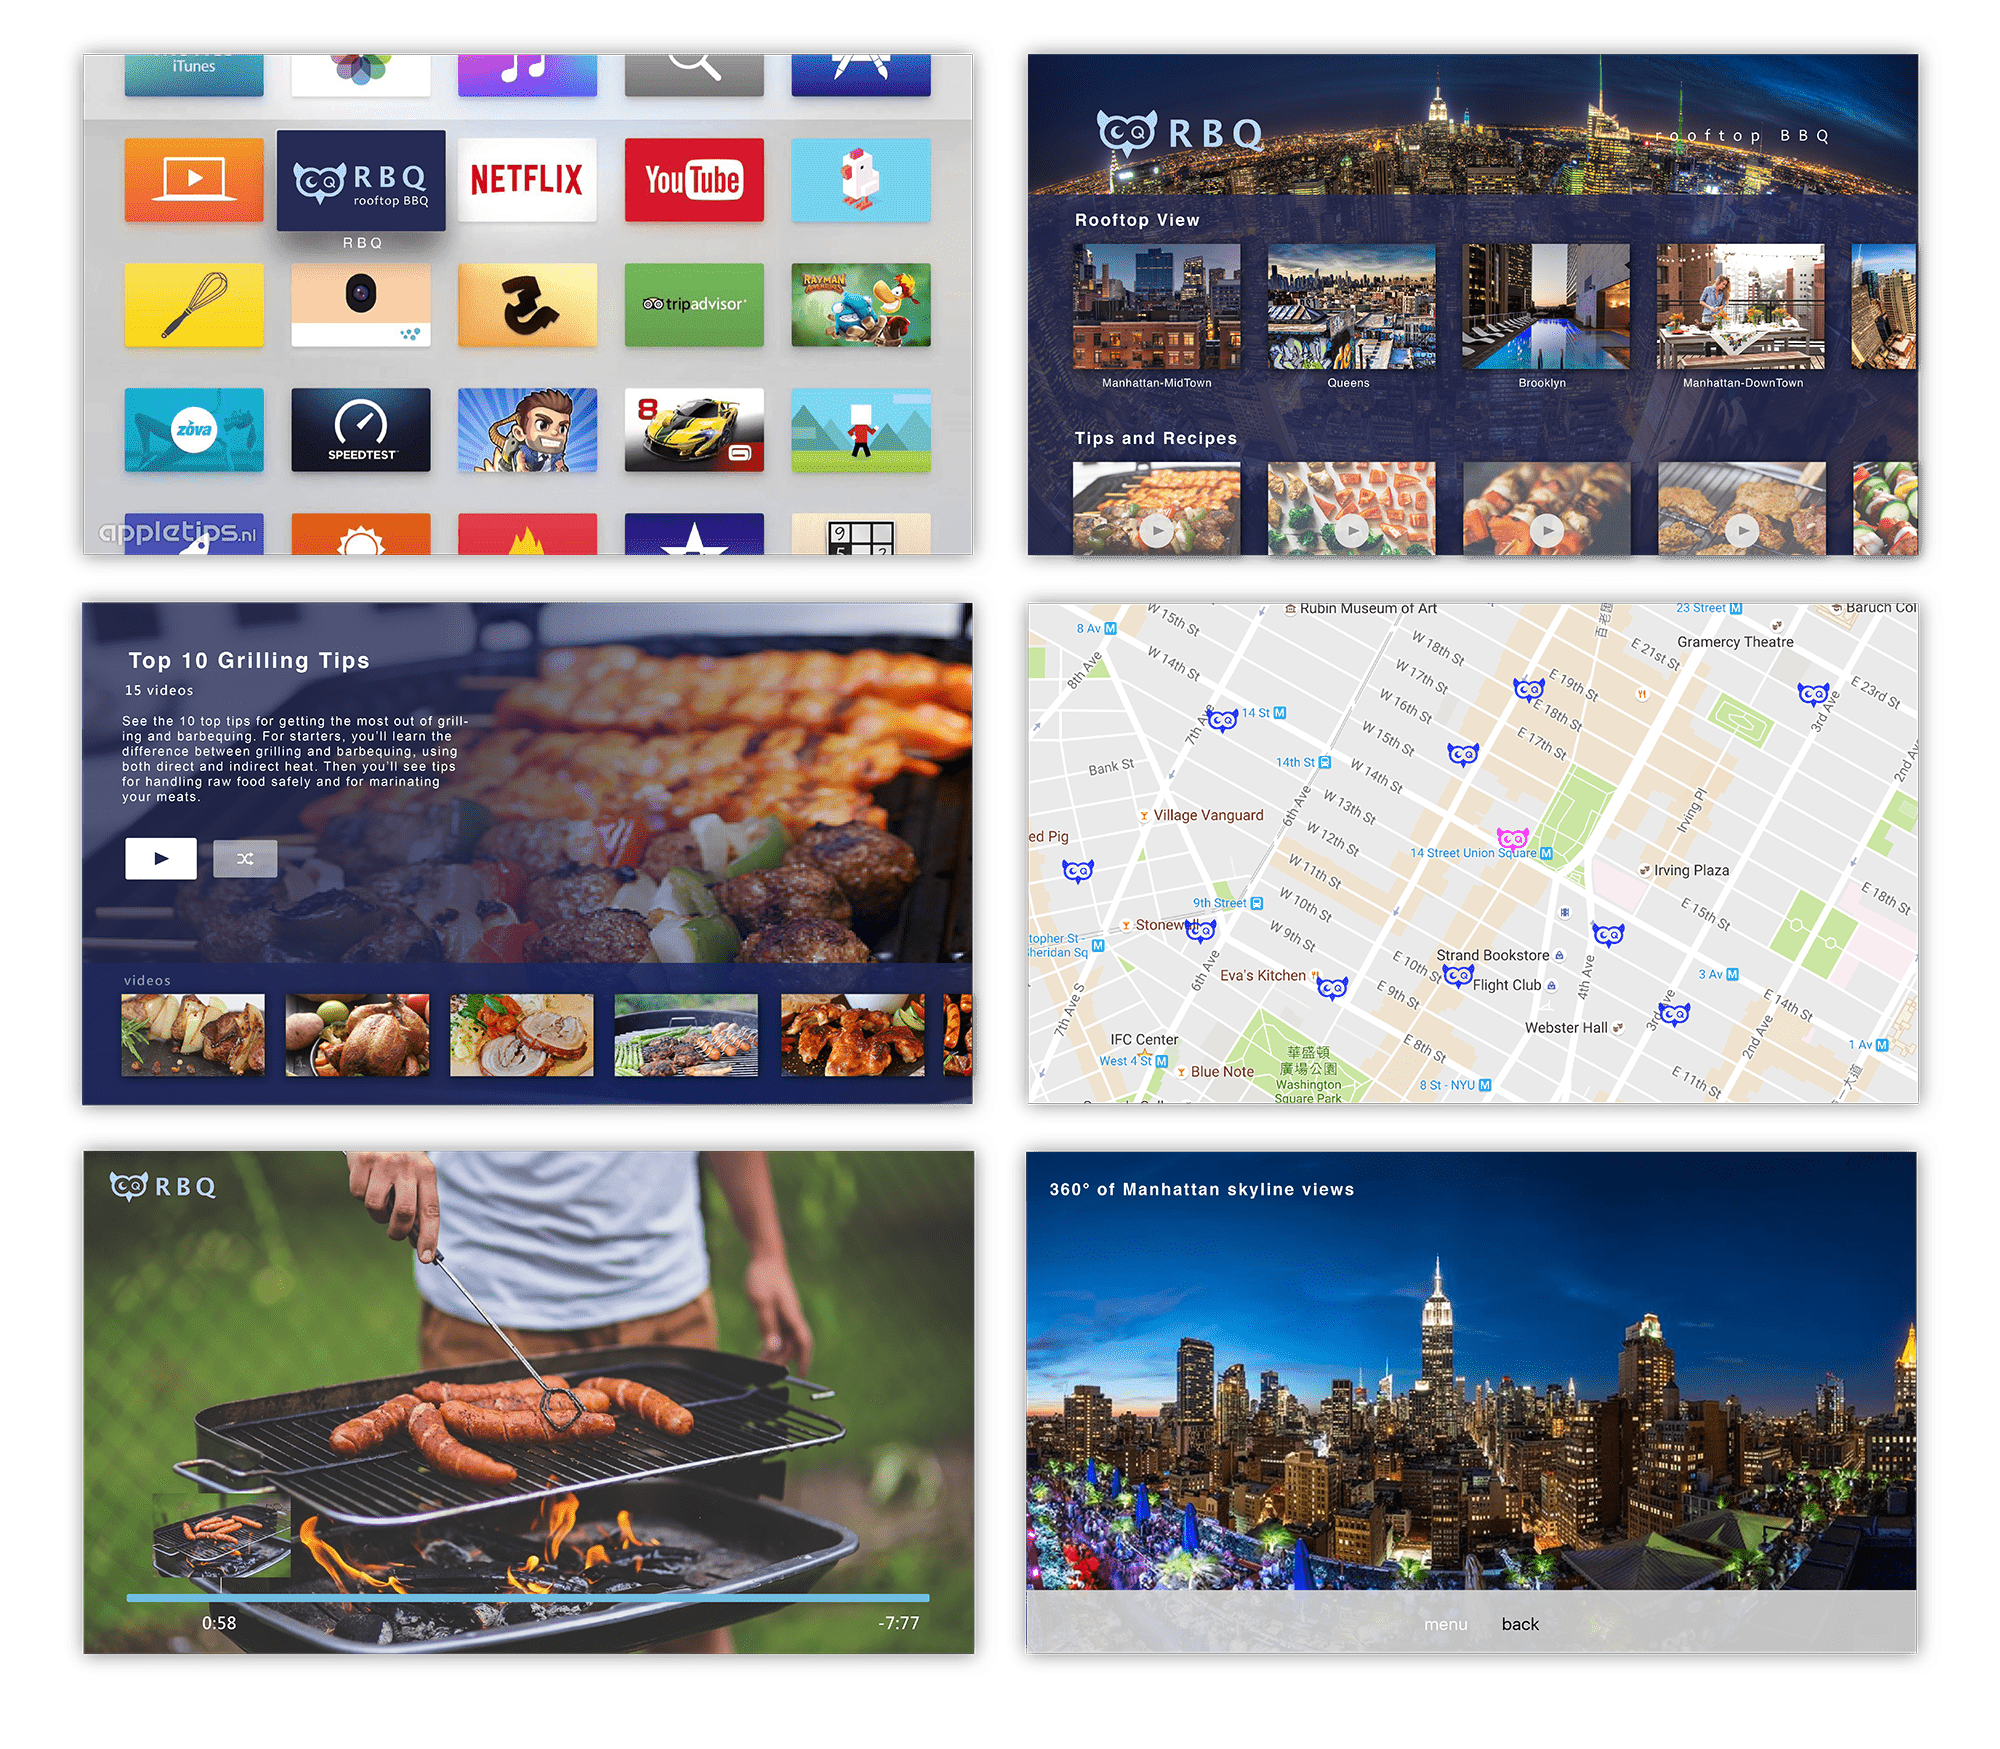 iTunes
RBQ
rooftop BBQ
RBQ
NETFLIX
YouTube
RAYMAN
tripadvisor
zova
SPEEDTEST
8
appletips.nl
9
5
RBQ
rooftop BBQ
Rooftop View
Manhattan-MidTown
Queens
Brooklyn
Manhattan-DownTown
Tips and Recipes
Top 10 Grilling Tips
15 videos
See the 10 top tips for getting the most out of grill-
ing and barbequing. For starters, you'll learn the
difference between grilling and barbequing, using
both direct and indirect heat. Then you'll see tips
for handling raw food safely and for marinating
your meats.
videos
Rubin Museum of Art
23 Street M
Baruch Col
8 Av M
W 15th St
Gramercy Theatre
W 18th St
E 21st St
8th Ave
W 14th St
W 17th St
E 19th St
E 23rd St
W 16th St
E 18th St
3rd Ave
7th Ave
14 St M
W 15th St
E 17th St
Bank St
14th St
W 14th St
2nd Ave
6th Ave
W 13th St
Irving Pl
Village Vanguard
W 12th St
ed Pig
14 Street Union Square M
W 11th St
Irving Plaza
9th Street
W 10th St
E 15th St
E 18th St
Stonewall
W 9th St
topher St -
Sheridan Sq M
Strand Bookstore
E 10th St
Eva's Kitchen
Flight Club
3 Av M
6th Ave
E 9th St
4th Ave
E 14th St
7th Ave S
Webster Hall
3rd Ave
IFC Center
E 8th St
2nd Ave
1 Av M
West 4 St M
華盛頓
廣場公園
Blue Note
Washington
Square Park
8 St - NYU M
E 11th St
一大道
RBQ
0:58
-7:77
360° of Manhattan skyline views
menu back